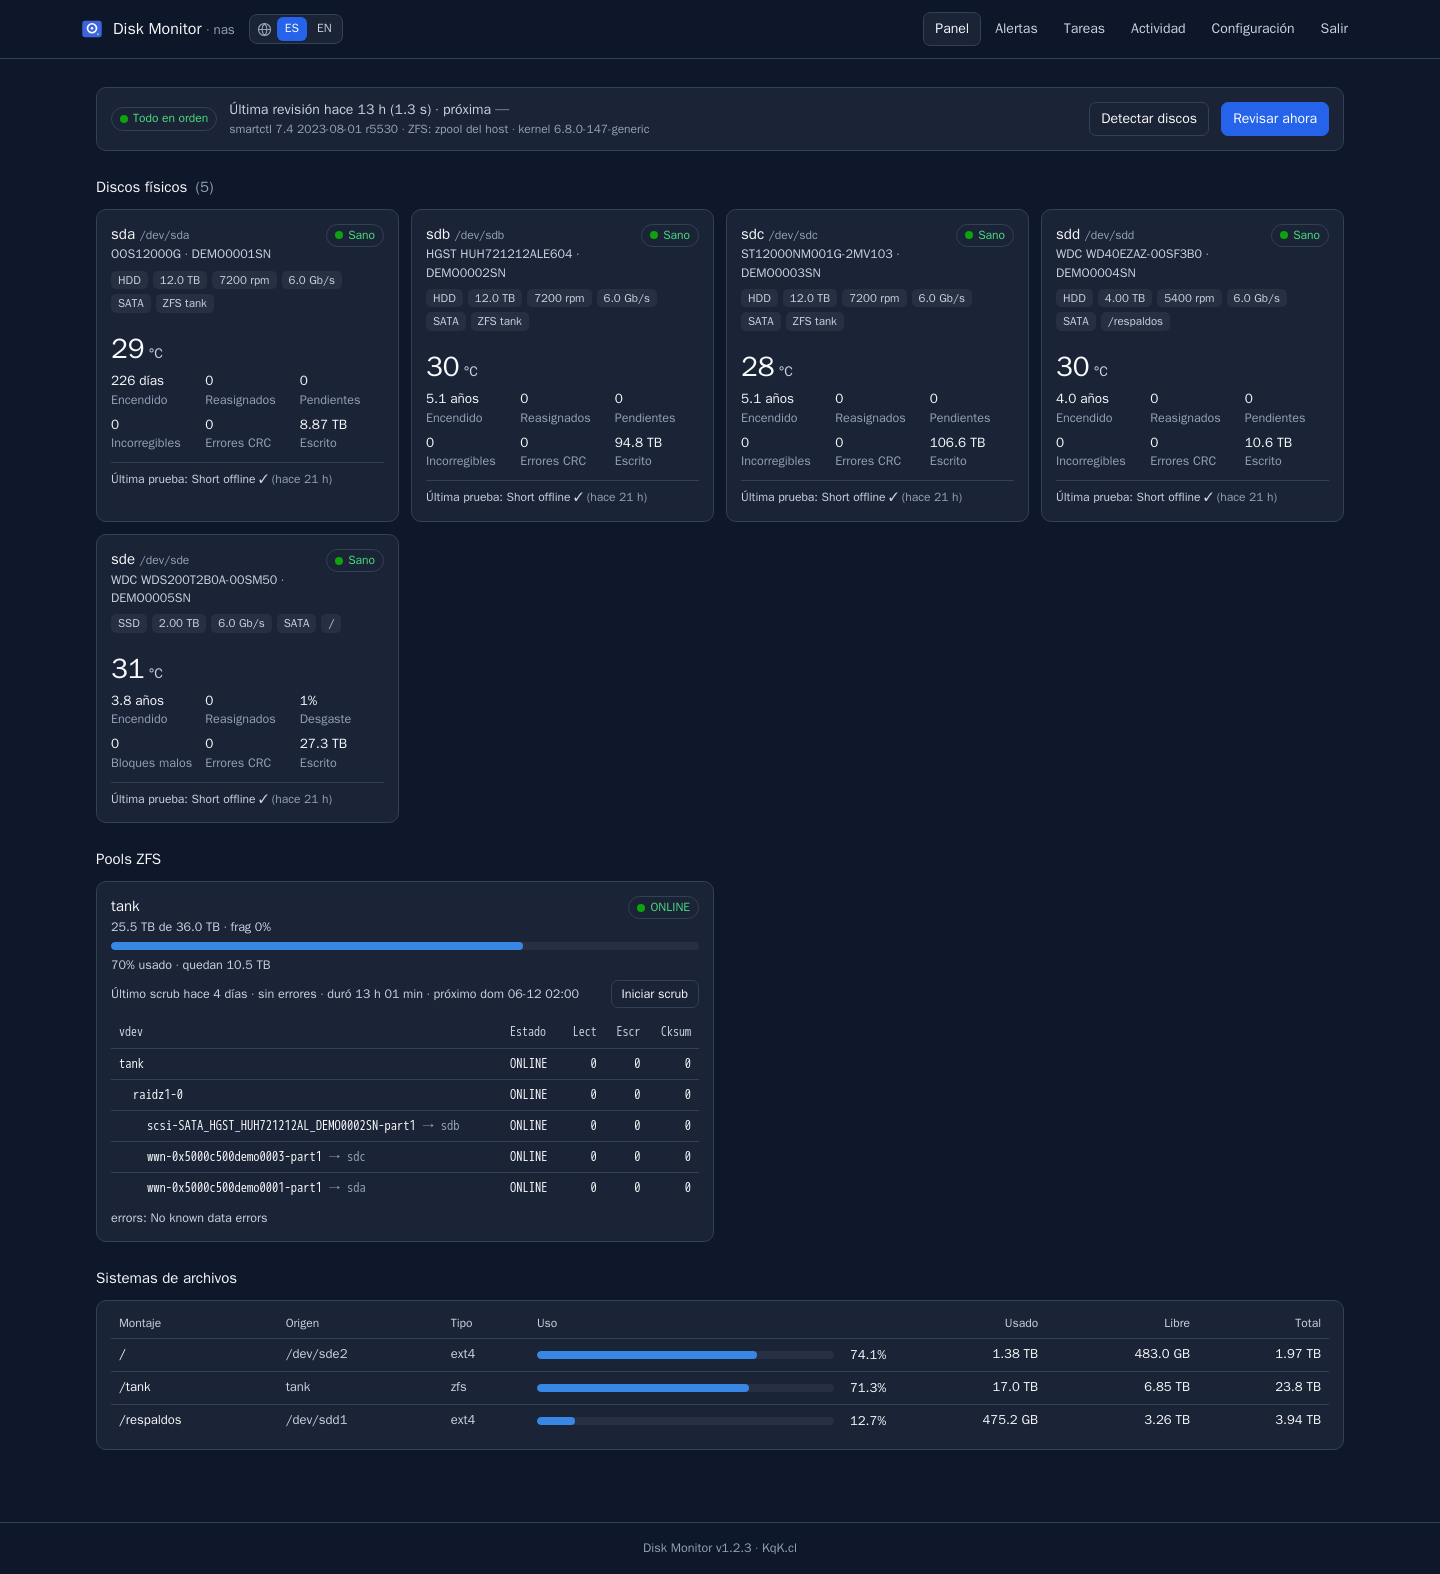 Disk Monitor · nas ES EN Panel Alertas Tareas Actividad Configuración Salir
Todo en orden
Última revisión hace 13 h (1.3 s) · próxima —
smartctl 7.4 2023-08-01 r5530 · ZFS: zpool del host · kernel 6.8.0-147-generic
Detectar discos Revisar ahora
Discos físicos (5)
sda /dev/sda Sano
OOS12000G · DEMO0001SN
HDD 12.0 TB 7200 rpm 6.0 Gb/s
SATA ZFS tank
29 °C
226 días 0 0
Encendido Reasignados Pendientes
0 0 8.87 TB
Incorregibles Errores CRC Escrito
Última prueba: Short offline ✓ (hace 21 h)
sdb /dev/sdb Sano
HGST HUH721212ALE604 ·
DEMO0002SN
HDD 12.0 TB 7200 rpm 6.0 Gb/s
SATA ZFS tank
30 °C
5.1 años 0 0
Encendido Reasignados Pendientes
0 0 94.8 TB
Incorregibles Errores CRC Escrito
Última prueba: Short offline ✓ (hace 21 h)
sdc /dev/sdc Sano
ST12000NM001G-2MV103 ·
DEMO0003SN
HDD 12.0 TB 7200 rpm 6.0 Gb/s
SATA ZFS tank
28 °C
5.1 años 0 0
Encendido Reasignados Pendientes
0 0 106.6 TB
Incorregibles Errores CRC Escrito
Última prueba: Short offline ✓ (hace 21 h)
sdd /dev/sdd Sano
WDC WD40EZAZ-00SF3B0 ·
DEMO0004SN
HDD 4.00 TB 5400 rpm 6.0 Gb/s
SATA /respaldos
30 °C
4.0 años 0 0
Encendido Reasignados Pendientes
0 0 10.6 TB
Incorregibles Errores CRC Escrito
Última prueba: Short offline ✓ (hace 21 h)
sde /dev/sde Sano
WDC WDS200T2B0A-00SM50 ·
DEMO0005SN
SSD 2.00 TB 6.0 Gb/s SATA /
31 °C
3.8 años 0 1%
Encendido Reasignados Desgaste
0 0 27.3 TB
Bloques malos Errores CRC Escrito
Última prueba: Short offline ✓ (hace 21 h)
Pools ZFS
tank ONLINE
25.5 TB de 36.0 TB · frag 0%
70% usado · quedan 10.5 TB
Último scrub hace 4 días · sin errores · duró 13 h 01 min · próximo dom 06-12 02:00 Iniciar scrub
vdev Estado Lect Escr Cksum
tank ONLINE 0 0 0
raidz1-0 ONLINE 0 0 0
scsi-SATA_HGST_HUH721212AL_DEMO0002SN-part1 → sdb ONLINE 0 0 0
wwn-0x5000c500demo0003-part1 → sdc ONLINE 0 0 0
wwn-0x5000c500demo0001-part1 → sda ONLINE 0 0 0
errors: No known data errors
Sistemas de archivos
Montaje Origen Tipo Uso Usado Libre Total
/ /dev/sde2 ext4 74.1% 1.38 TB 483.0 GB 1.97 TB
/tank tank zfs 71.3% 17.0 TB 6.85 TB 23.8 TB
/respaldos /dev/sdd1 ext4 12.7% 475.2 GB 3.26 TB 3.94 TB
Disk Monitor v1.2.3 · KqK.cl